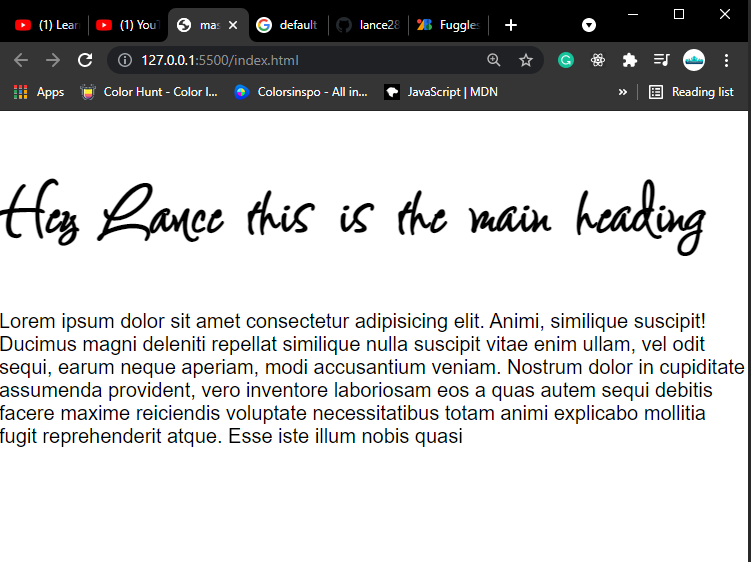 (1) Lear
(1) YouT
mas
default
lance28
Fuggles
127.0.0.1:5500/index.html
Apps
Color Hunt - Color I...
Colorsinspo - All in...
JavaScript | MDN
»
Reading list
Hey Lance this is the main heading
Lorem ipsum dolor sit amet consectetur adipisicing elit. Animi, similique suscipit!
Ducimus magni deleniti repellat similique nulla suscipit vitae enim ullam, vel odit
sequi, earum neque aperiam, modi accusantium veniam. Nostrum dolor in cupiditate
assumenda provident, vero inventore laboriosam eos a quas autem sequi debitis
facere maxime reiciendis voluptate necessitatibus totam animi explicabo mollitia
fugit reprehenderit atque. Esse iste illum nobis quasi